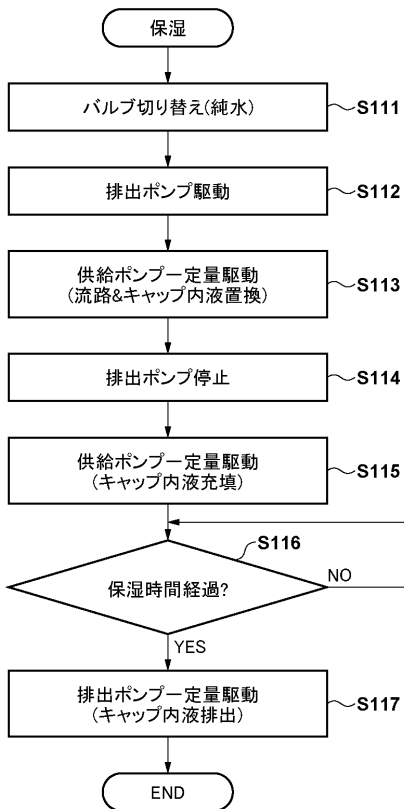 保湿
バルブ切り替え(純水)
S111
排出ポンプ駆動
S112
供給ポンプ一定量駆動
(流路&キャップ内液置換)
S113
排出ポンプ停止
S114
供給ポンプ一定量駆動
(キャップ内液充填)
S115
S116
保湿時間経過?
NO
YES
排出ポンプ一定量駆動
(キャップ内液排出)
S117
END